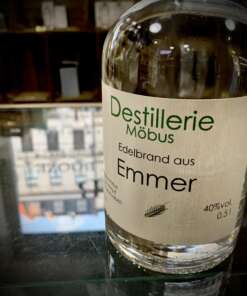 Destillerie
Möbus
Edelbrand aus
Emmer
40%vol.
0,5 l